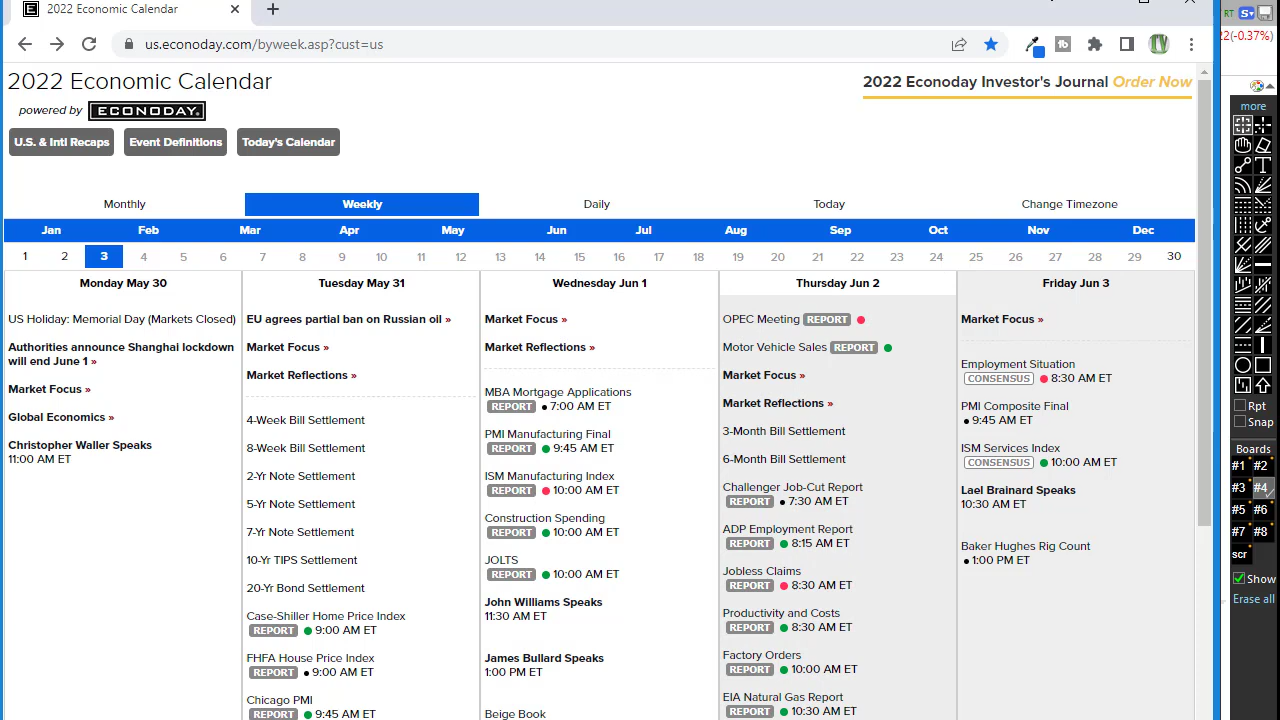 2022 Economic Calendar
us.econoday.com/byweek.asp?cust=us
2022 Economic Calendar
powered by ECONODAY
2022 Econoday Investor's Journal Order Now
U.S. & Intl Recaps
Event Definitions
Today's Calendar
Monthly Weekly Daily Today Change Timezone
Jan Feb Mar Apr May Jun Jul Aug Sep Oct Nov Dec
1 2 3 4 5 6 7 8 9 10 11 12 13 14 15 16 17 18 19 20 21 22 23 24 25 26 27 28 29 30
Monday May 30
US Holiday: Memorial Day (Markets Closed)
Authorities announce Shanghai lockdown
will end June 1 »
Market Focus »
Global Economics »
Christopher Waller Speaks
11:00 AM ET
Tuesday May 31
EU agrees partial ban on Russian oil »
Market Focus »
Market Reflections »
4-Week Bill Settlement
8-Week Bill Settlement
2-Yr Note Settlement
5-Yr Note Settlement
7-Yr Note Settlement
10-Yr TIPS Settlement
20-Yr Bond Settlement
Case-Shiller Home Price Index
REPORT 9:00 AM ET
FHFA House Price Index
REPORT 9:00 AM ET
Chicago PMI
REPORT 9:45 AM ET
Wednesday Jun 1
Market Focus »
Market Reflections »
MBA Mortgage Applications
REPORT 7:00 AM ET
PMI Manufacturing Final
REPORT 9:45 AM ET
ISM Manufacturing Index
REPORT 10:00 AM ET
Construction Spending
REPORT 10:00 AM ET
JOLTS
REPORT 10:00 AM ET
John Williams Speaks
11:30 AM ET
James Bullard Speaks
1:00 PM ET
Beige Book
Thursday Jun 2
OPEC Meeting REPORT
Motor Vehicle Sales REPORT
Market Focus »
Market Reflections »
3-Month Bill Settlement
6-Month Bill Settlement
Challenger Job-Cut Report
REPORT 7:30 AM ET
ADP Employment Report
REPORT 8:15 AM ET
Jobless Claims
REPORT 8:30 AM ET
Productivity and Costs
REPORT 8:30 AM ET
Factory Orders
REPORT 10:00 AM ET
EIA Natural Gas Report
REPORT 10:30 AM ET
Friday Jun 3
Market Focus »
Employment Situation
CONSENSUS 8:30 AM ET
PMI Composite Final
9:45 AM ET
ISM Services Index
CONSENSUS 10:00 AM ET
Lael Brainard Speaks
10:30 AM ET
Baker Hughes Rig Count
1:00 PM ET
RT
(-0.37%)
more
Rpt
Snap
Boards
#1 #2
#3 #4
#5 #6
#7 #8
scr
Show
Erase all